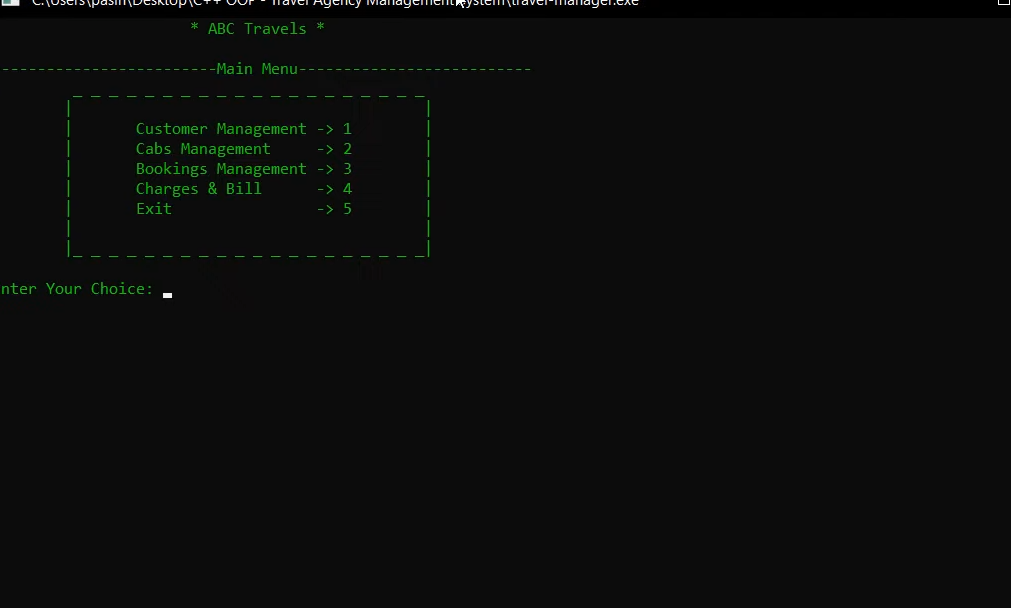 C:\Users\pasin\Desktop\C++ OOP - Travel Agency Management System\travel-manager.exe
* ABC Travels *
------------------------Main Menu--------------------------
Customer Management -> 1
Cabs Management -> 2
Bookings Management -> 3
Charges & Bill -> 4
Exit -> 5
nter Your Choice: